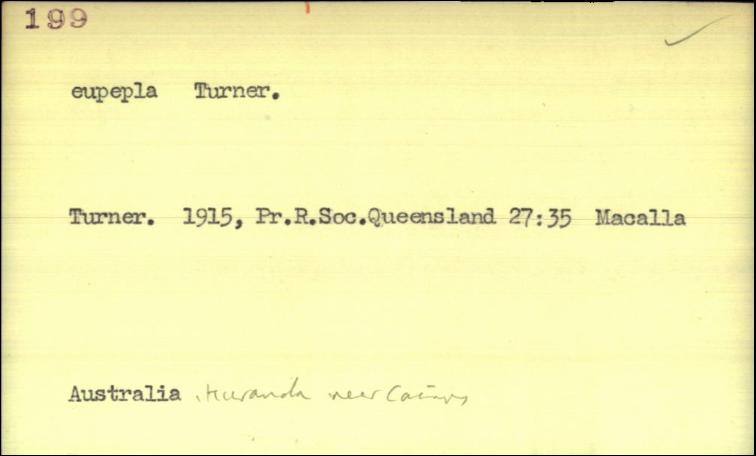 199
eupepla Turner.
Turner. 1915, Pr.R.Soc.Queensland 27:35 Macalla
Australia Kuranda near Cairns